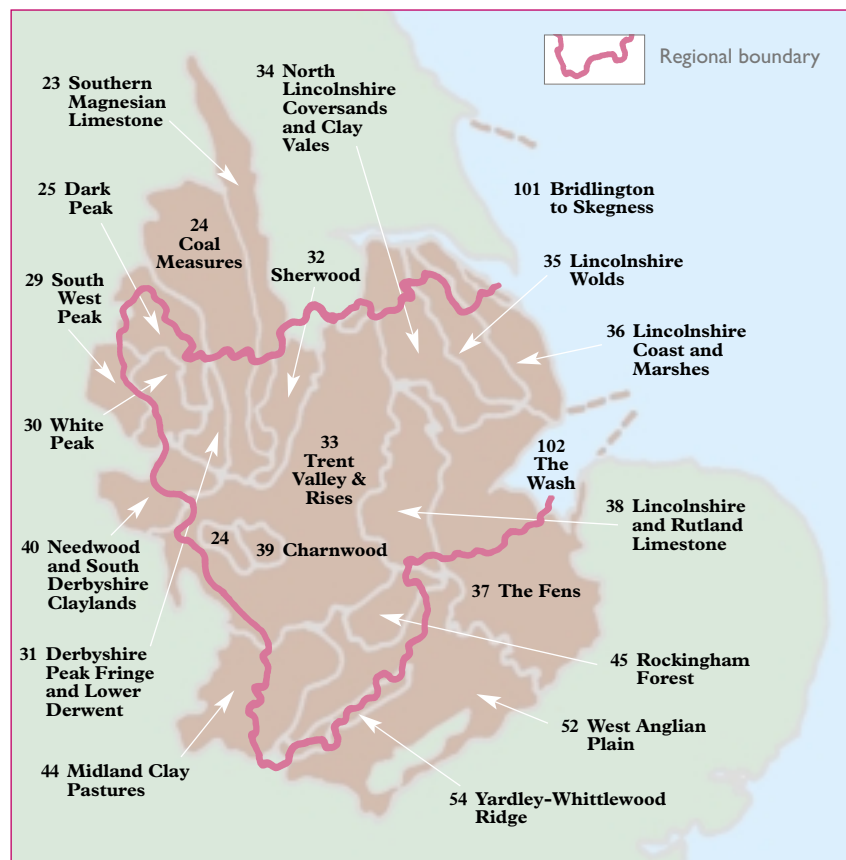 Regional boundary
23 Southern
Magnesian
Limestone
34 North
Lincolnshire
Coversands
and Clay
Vales
25 Dark
Peak
24
Coal
Measures
101 Bridlington
to Skegness
32
Sherwood
35 Lincolnshire
Wolds
29 South
West
Peak
36 Lincolnshire
Coast and
Marshes
30 White
Peak
33
Trent
Valley &
Rises
102
The
Wash
38 Lincolnshire
and Rutland
Limestone
24
39 Charnwood
40 Needwood
and South
Derbyshire
Claylands
37 The Fens
31 Derbyshire
Peak Fringe
and Lower
Derwent
45 Rockingham
Forest
52 West Anglian
Plain
44 Midland Clay
Pastures
54 Yardley-Whittlewood
Ridge